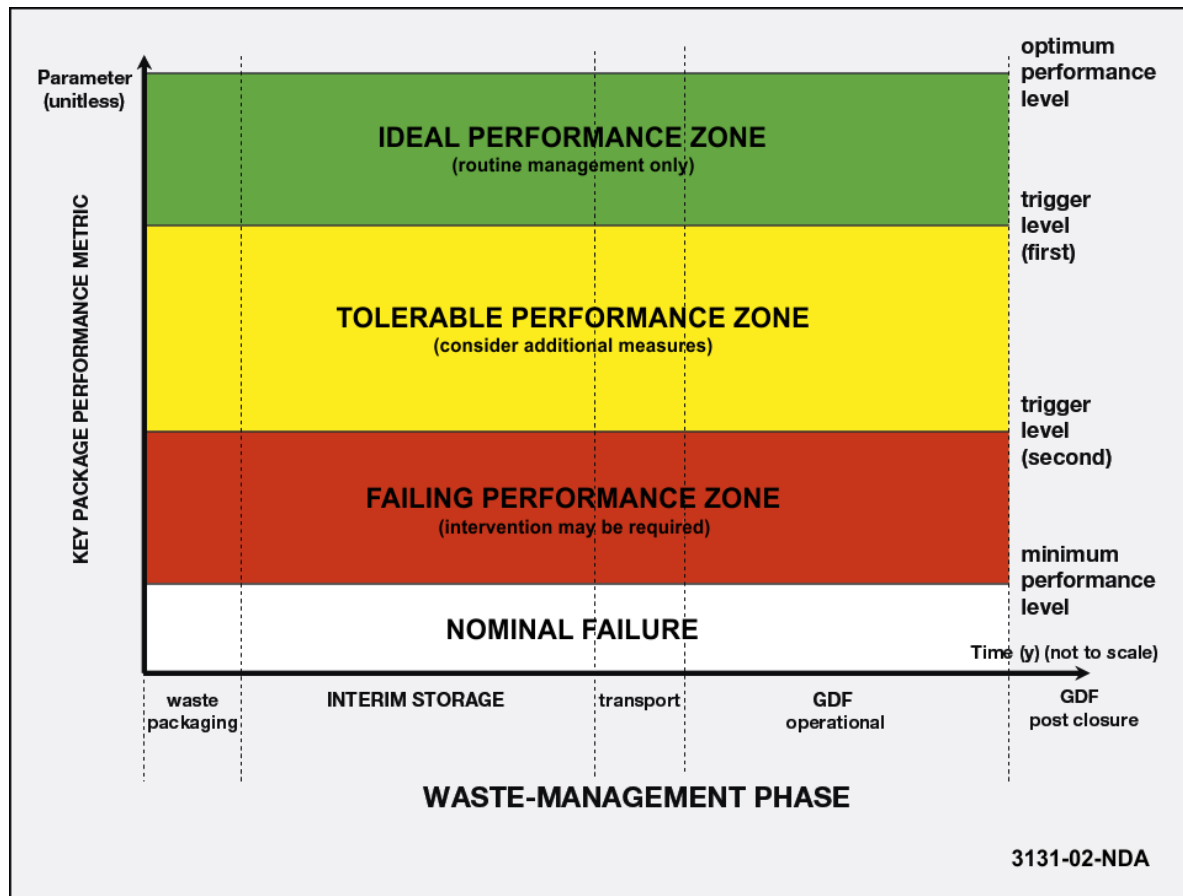 optimum
performance
level
Parameter
(unitless)
IDEAL PERFORMANCE ZONE
(routine management only)
trigger
level
(first)
KEY PACKAGE PERFORMANCE METRIC
TOLERABLE PERFORMANCE ZONE
(consider additional measures)
trigger
level
(second)
FAILING PERFORMANCE ZONE
(intervention may be required)
minimum
performance
level
NOMINAL FAILURE
Time (y) (not to scale)
waste
packaging
INTERIM STORAGE
transport
GDF
operational
GDF
post closure
WASTE-MANAGEMENT PHASE
3131-02-NDA